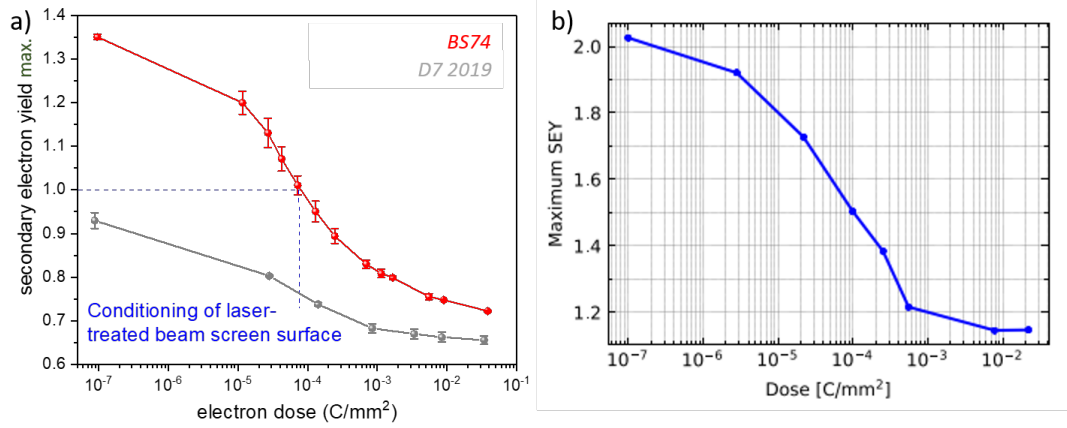 a)
1.4
1.3
1.2
1.1
1.0
0.9
0.8
0.7
0.6
secondary electron yield max.
BS74
D7 2019
Conditioning of laser-
treated beam screen surface
10⁻⁷
10⁻⁶
10⁻⁵
10⁻⁴
10⁻³
10⁻²
10⁻¹
electron dose (C/mm²)
b)
2.0
1.8
1.6
1.4
1.2
Maximum SEY
10⁻⁷
10⁻⁶
10⁻⁵
10⁻⁴
10⁻³
10⁻²
Dose [C/mm²]